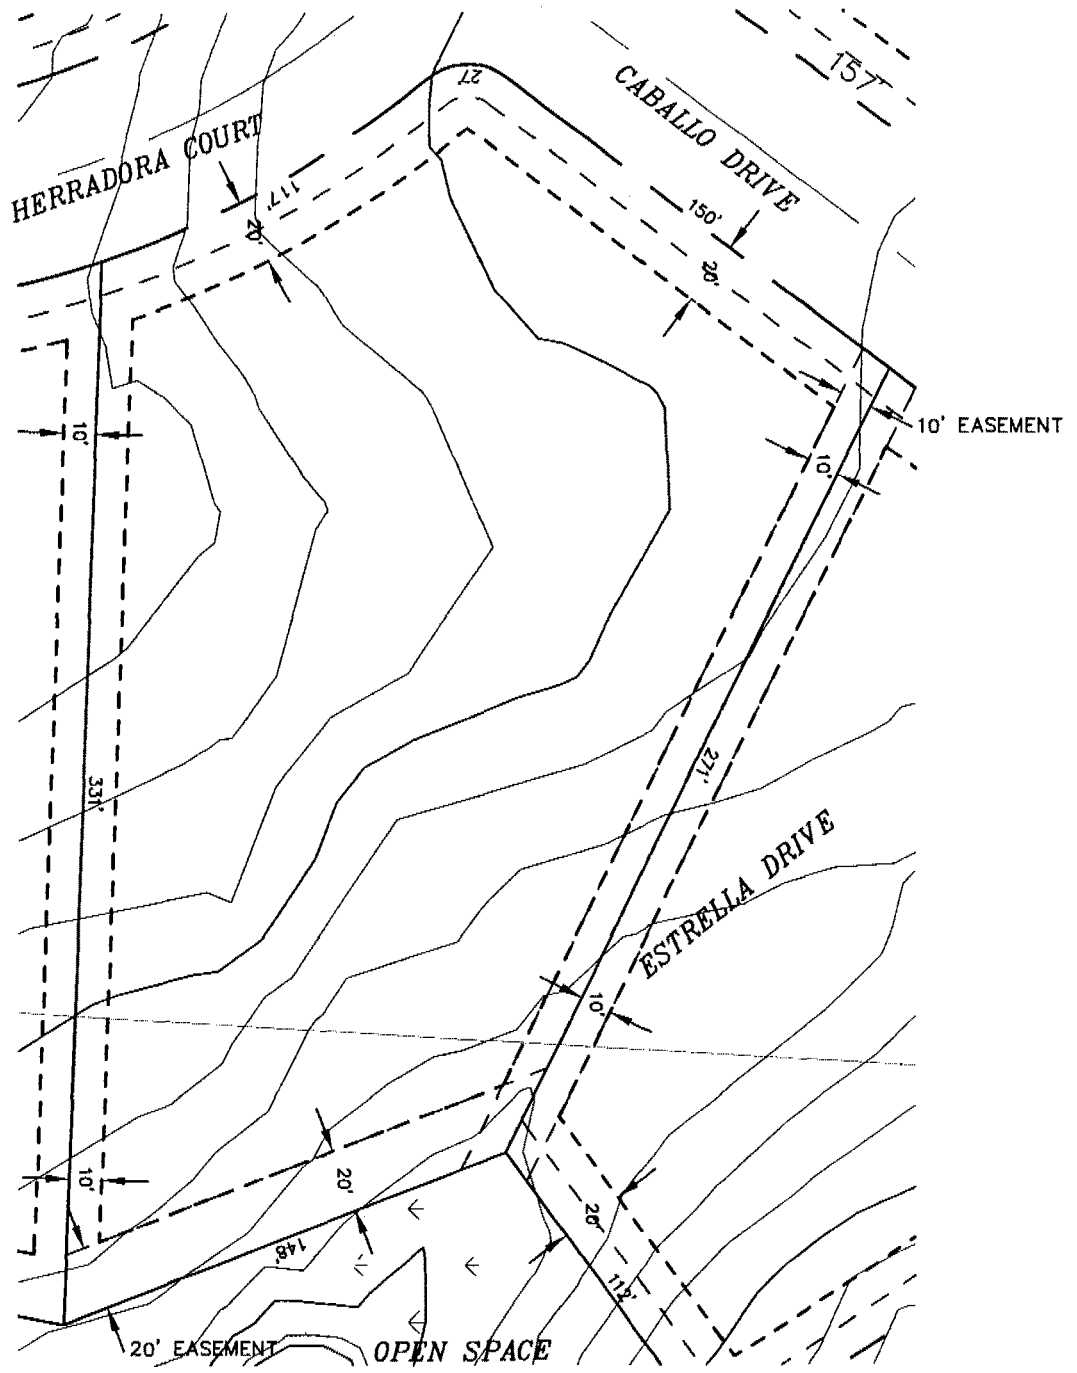 157'
27
CABALLO DRIVE
HERRADORA COURT
117'
20'
150'
20'
10' EASEMENT
10'
10'
271'
331'
ESTRELLA DRIVE
10'
10'
20'
20'
148'
112'
20' EASEMENT
OPEN SPACE